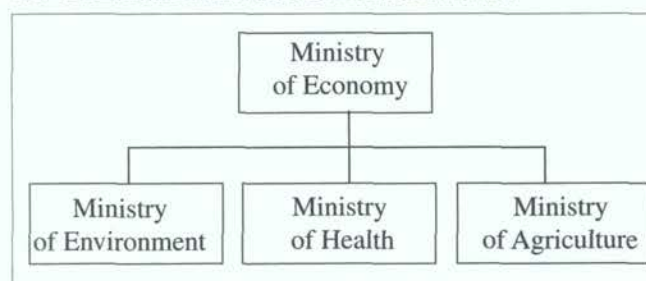 Ministry
of Economy
Ministry
of Environment
Ministry
of Health
Ministry
of Agriculture